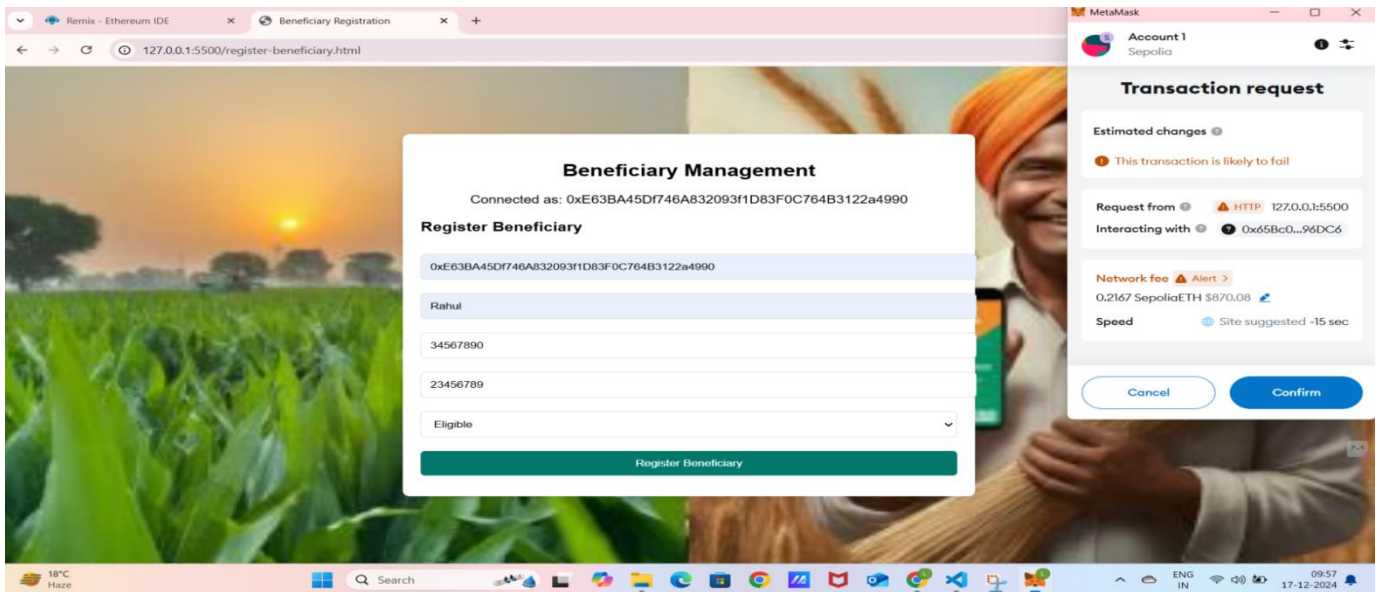 Remix - Ethereum IDE
Beneficiary Registration
127.0.0.1:5500/register-beneficiary.html
Beneficiary Management
Connected as: 0xE63BA45Df746A832093f1D83F0C764B3122a4990
Register Beneficiary
0xE63BA45Df746A832093f1D83F0C764B3122a4990
Rahul
34567890
23456789
Eligible
Register Beneficiary
MetaMask
Account 1
Sepolia
Transaction request
Estimated changes
This transaction is likely to fail
Request from HTTP 127.0.0.1:5500
Interacting with 0x65Bc0...96DC6
Network fee Alert >
0.2167 SepoliaETH $870.08
Speed Site suggested ~15 sec
Cancel Confirm
18°C
Haze
Search
ENG
IN
09:57
17-12-2024